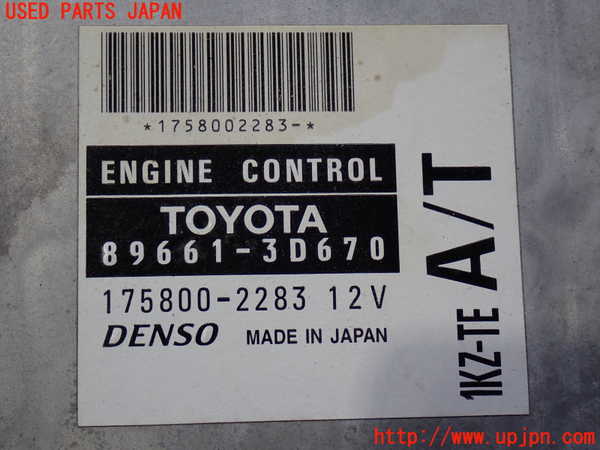 USED PARTS JAPAN
*1758002283-*
ENGINE CONTROL
TOYOTA
89661-3D670
175800-2283 12V
DENSO MADE IN JAPAN
1KZ-TE A/T
http://www.upjpn.com/